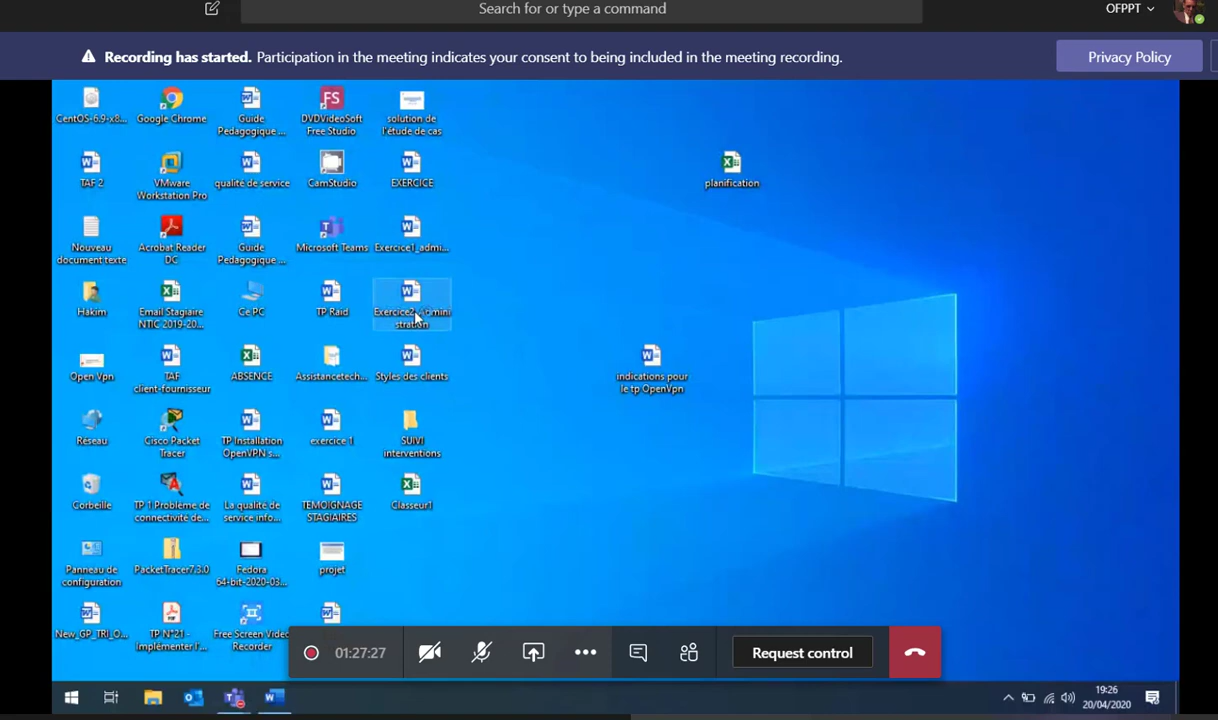 Search for or type a command
OFPPT
Recording has started. Participation in the meeting indicates your consent to being included in the meeting recording.
Privacy Policy
CentOS-6.9-x8...
Google Chrome
Guide
Pedagogique ...
DVDVideoSoft
Free Studio
solution de
l'étude de cas
TAF 2
VMware
Workstation Pro
qualité de service
CamStudio
EXERCICE
planification
Nouveau
document texte
Acrobat Reader
DC
Guide
Pedagogique ...
Microsoft Teams
Exercice1_admi...
Hakim
Email Stagiaire
NTIC 2019-20...
Ce PC
TP Raid
stration
Open Vpn
TAF
client-fournisseur
ABSENCE
Assistancetech...
Styles des clients
indications pour
le tp OpenVpn
Réseau
Cisco Packet
Tracer
TP Installation
OpenVPN s...
exercice 1
SUIVI
interventions
Corbeille
TP 1 Problème de
connectivité de...
La qualité de
service info...
TEMOIGNAGE
STAGIAIRES
Classeur1
Panneau de
configuration
PacketTracer7.3.0
Fedora
64-bit-2020-03...
projet
New_GP_TRI_O...
TP N°21 -
Implémenter l'...
Free Screen Video
Recorder
01:27:27
Request control
19:26
20/04/2020